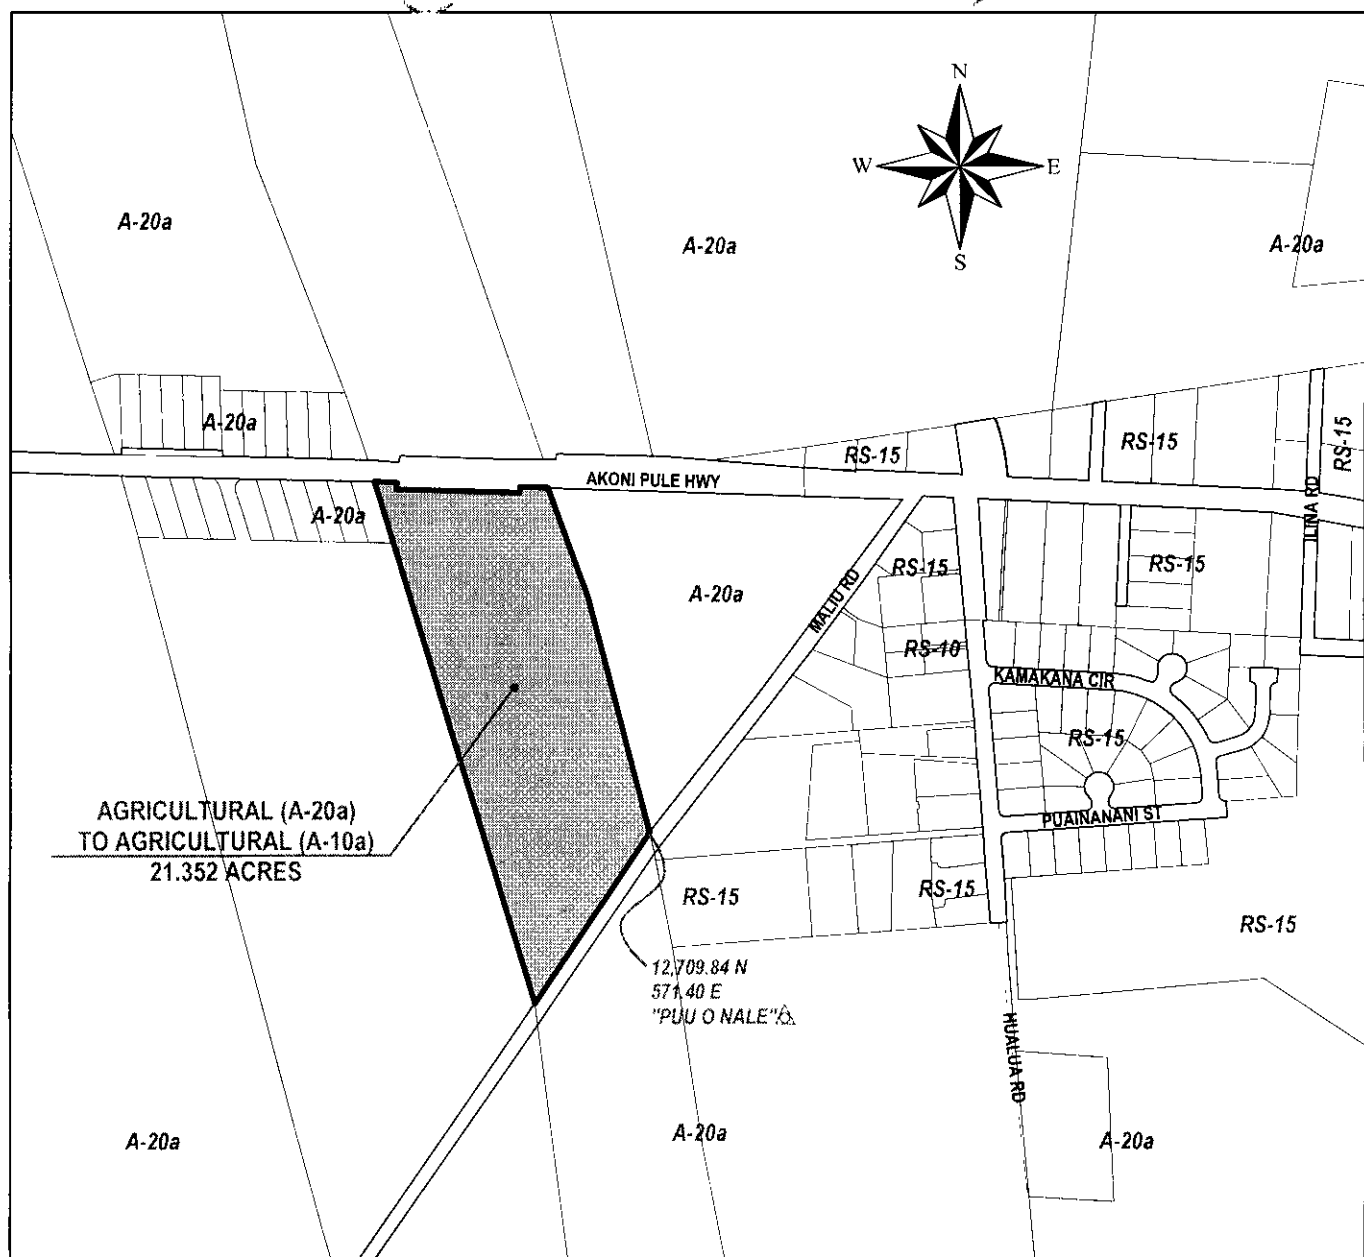 N
W E
S
A-20a
A-20a
A-20a
A-20a
RS-15
RS-15
RS-15
AKONI PULE HWY
A-20a
ILINA RD
RS-15
RS-15
A-20a
MALIU RD
RS-10
KAMAKANA CIR
RS-15
AGRICULTURAL (A-20a)
TO AGRICULTURAL (A-10a)
21.352 ACRES
PUAINANANI ST
RS-15
RS-15
RS-15
12,709.84 N
571.40 E
"PUU O NALE"
HUALUA RD
A-20a
A-20a
A-20a